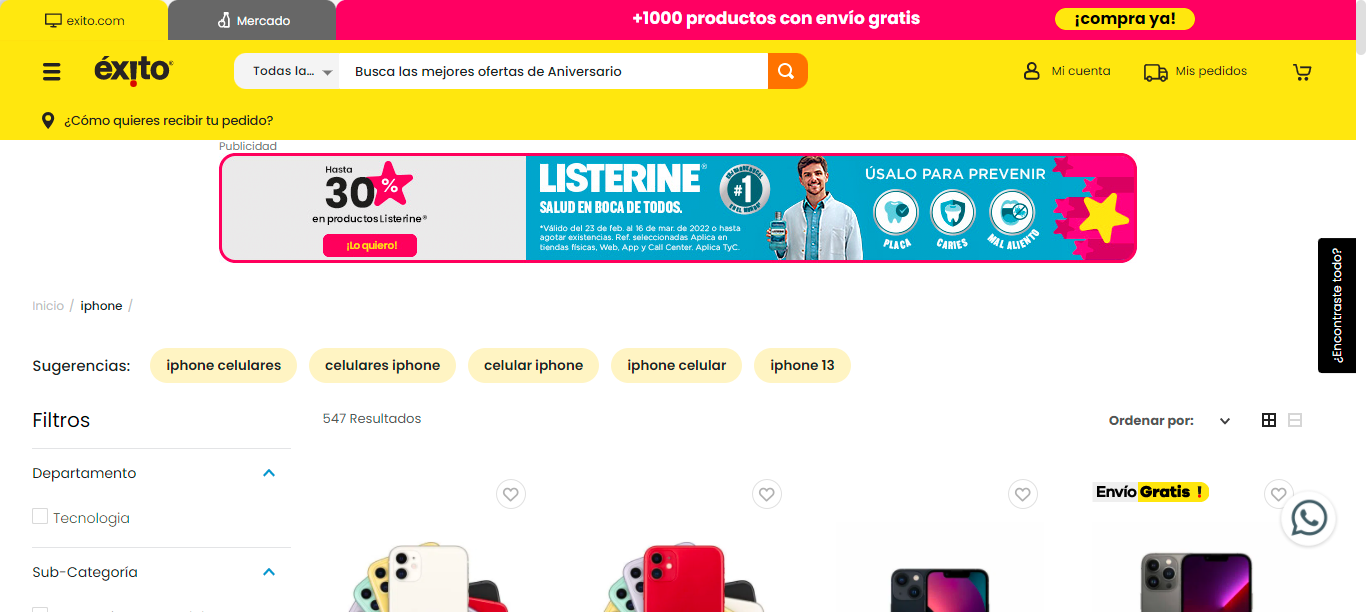 exito.com
Mercado
+1000 productos con envío gratis
¡compra ya!
éxito
Todas la...
Busca las mejores ofertas de Aniversario
Mi cuenta
Mis pedidos
¿Cómo quieres recibir tu pedido?
Publicidad
Hasta
30%
en productos Listerine®
¡Lo quiero!
LISTERINE®
SALUD EN BOCA DE TODOS.
*Válido del 23 de feb. al 16 de mar. de 2022 o hasta
agotar existencias. Ref. seleccionadas Aplica en
tiendas físicas, Web, App y Call Center. Aplica TyC.
#1
ÚSALO PARA PREVENIR
PLACA
CARIES
MAL ALIENTO
¿Encontraste todo?
Inicio / iphone /
Sugerencias:
iphone celulares
celulares iphone
celular iphone
iphone celular
iphone 13
Filtros
547 Resultados
Ordenar por:
Departamento
Tecnologia
Sub-Categoría
Envío Gratis !